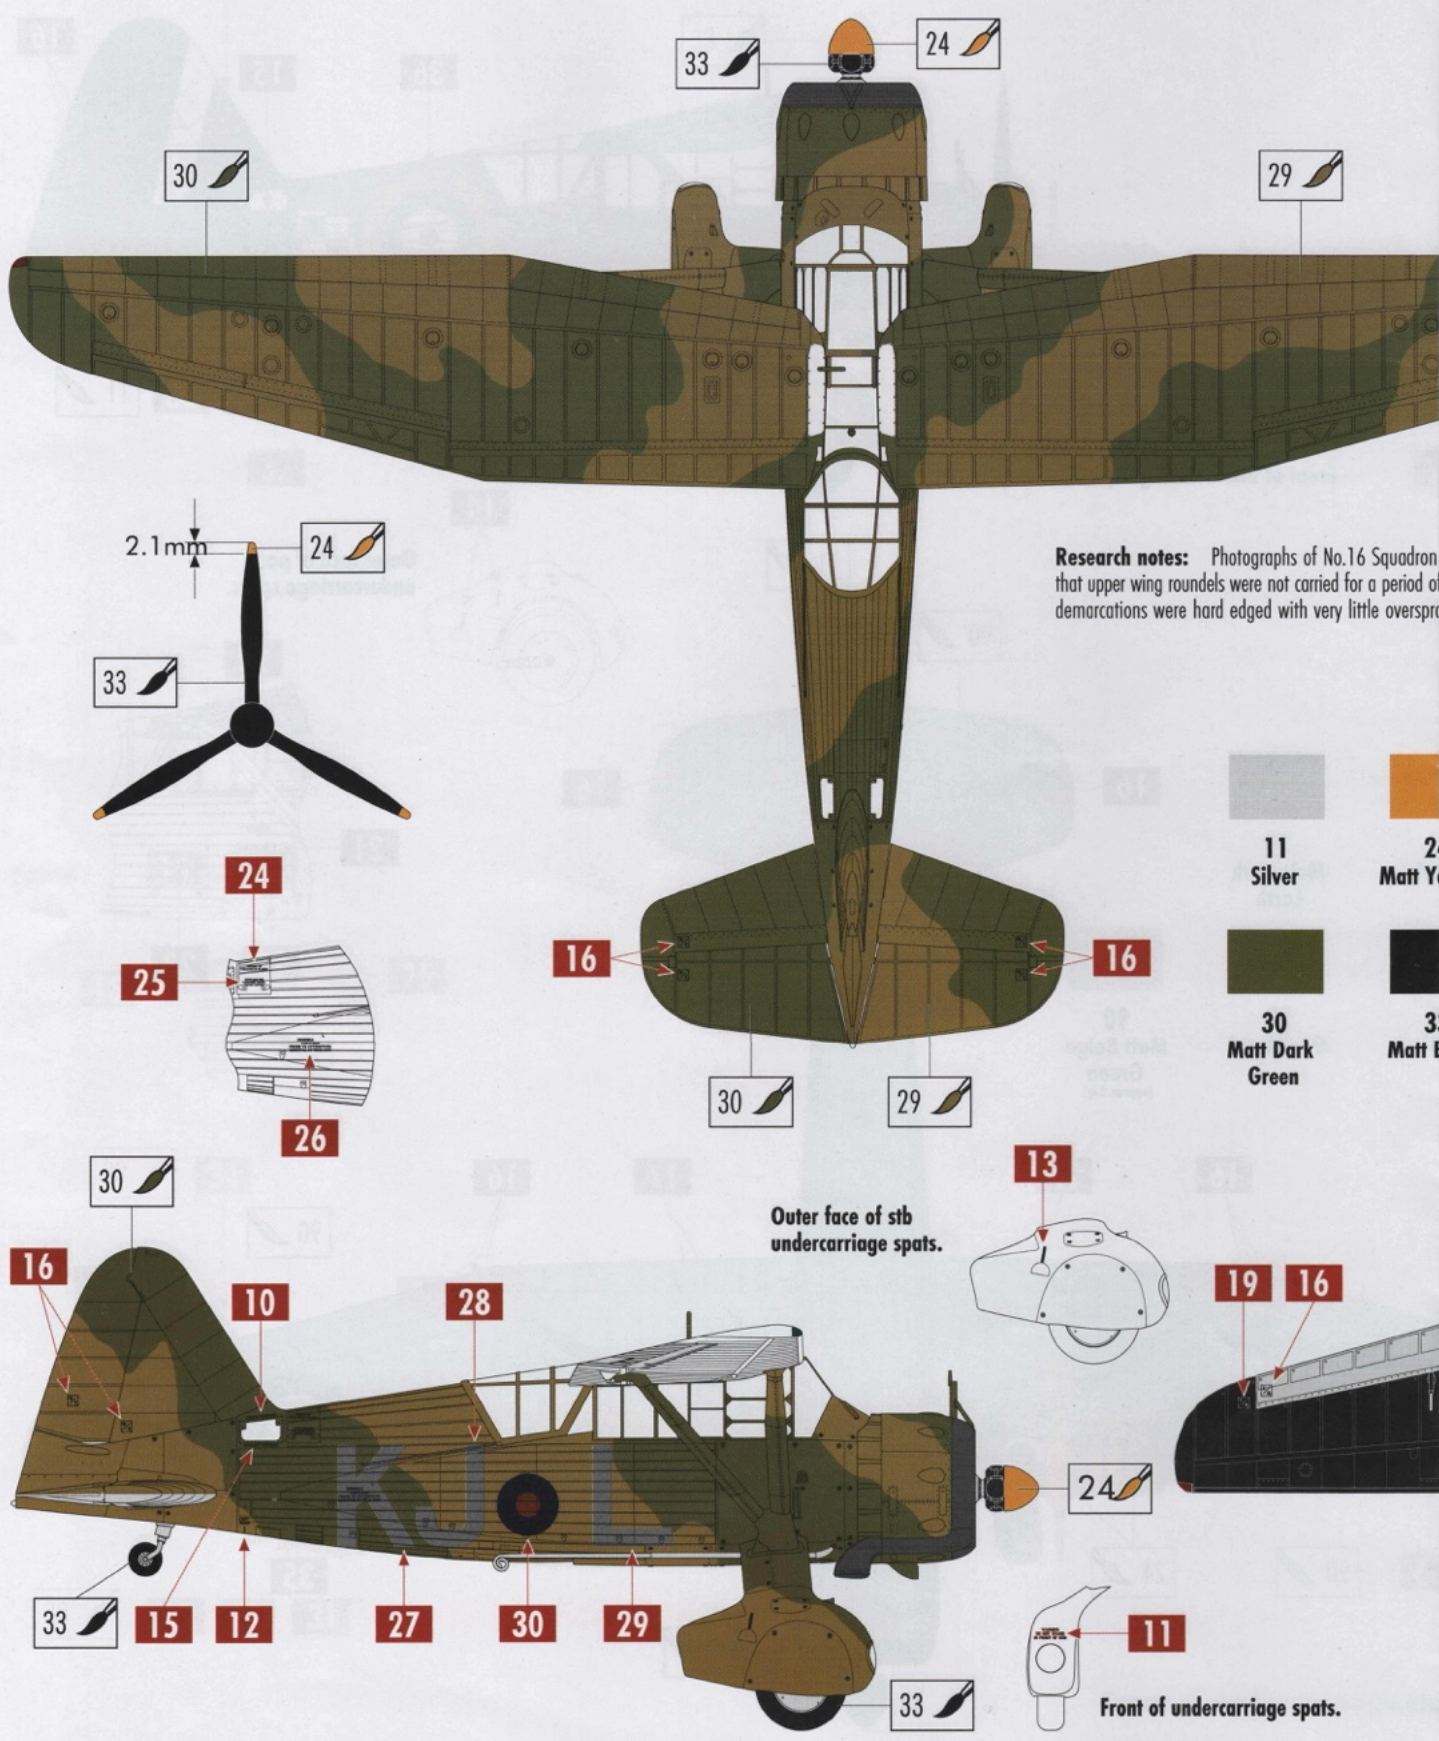 33
24
30
29
2.1mm
24
33
Research notes: Photographs of No.16 Squadron
that upper wing roundels were not carried for a period of
demarcations were hard edged with very little
11
Silver
Matt
24
25
26
16
16
30
Matt Dark
Green
Matt
30
29
30
13
Outer face of stb
undercarriage spats.
16
10
28
19
16
KJ L
24
33
15
12
27
30
29
11
33
Front of undercarriage spats.